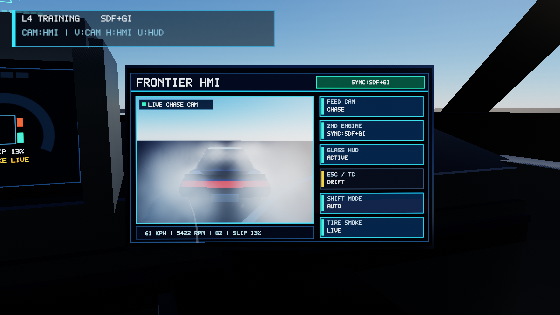 L4 TRAINING SDF+GI
CAM:HMI | V:CAM H:HMI U:HUD
FRONTIER HMI
SYNC:SDF+GI
LIVE CHASE CAM
FEED CAM
CHASE
2ND ENGINE
SYNC:SDF+GI
GLASS HUD
ACTIVE
ESC / TC
DRIFT
SHIFT MODE
AUTO
TIRE SMOKE
LIVE
61 KPH | 5422 RPM | G2 | SLIP 13%
IP 13%
KE LIVE